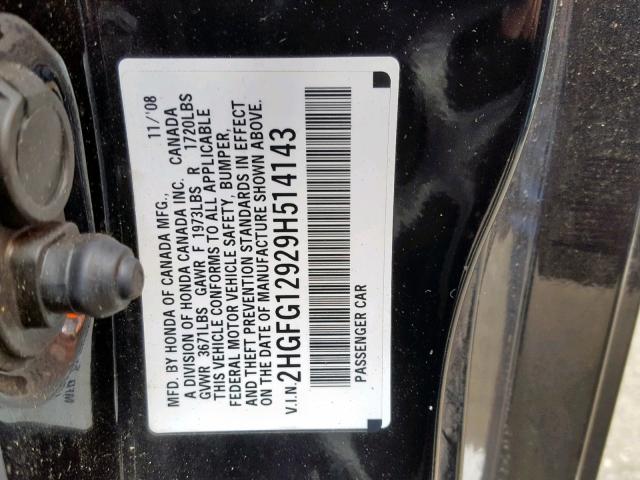 MFD. BY HONDA OF CANADA MFG., 11/'08
A DIVISION OF HONDA CANADA INC. CANADA
GVWR 3671LBS GAWR F 1973LBS R 1720LBS
THIS VEHICLE CONFORMS TO ALL APPLICABLE
FEDERAL MOTOR VEHICLE SAFETY, BUMPER,
AND THEFT PREVENTION STANDARDS IN EFFECT
ON THE DATE OF MANUFACTURE SHOWN ABOVE.
V.I.N. 2HGFG12929H514143
PASSENGER CAR